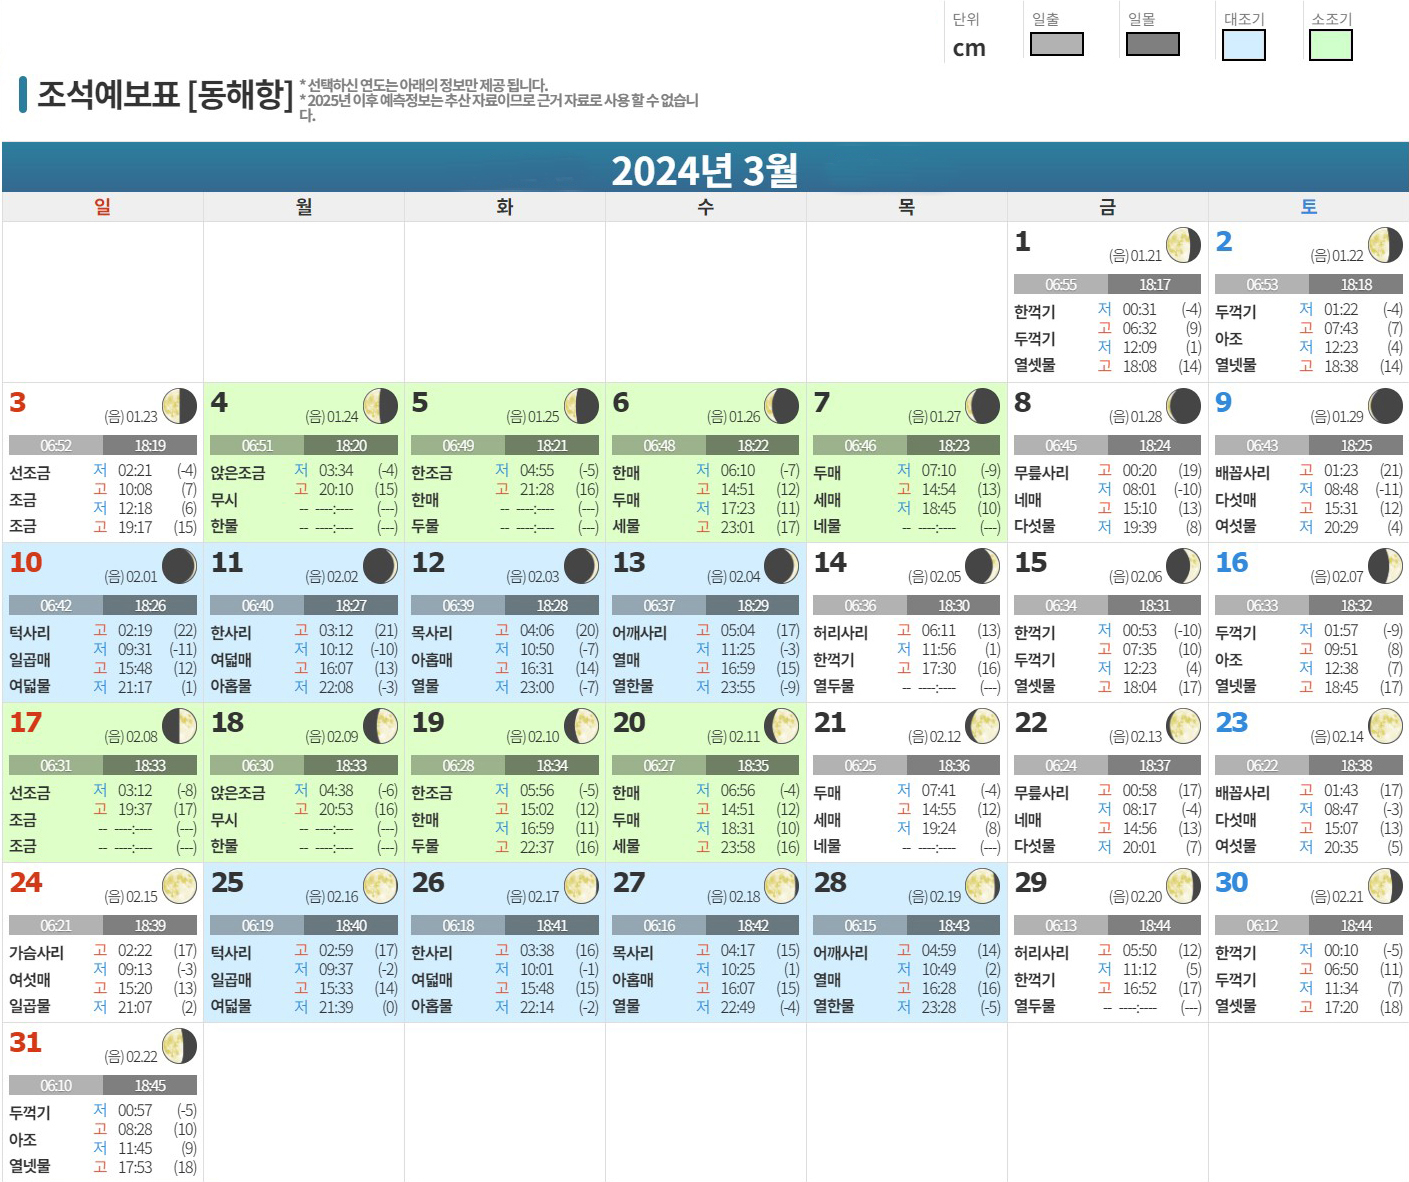 단위 일출 일몰 대조기 소조기
cm
조석예보표 [동해항]
* 선택하신 연도는 아래의 정보만 제공 됩니다.
* 2025년 이후 예측정보는 추산 자료이므로 근거 자료로 사용 할 수 없습니
다.
2024년 3월
일 월 화 수 목 금 토
1 (음) 01.21
06:55 18:17
한꺽기
두꺽기
열셋물
저 00:31 (-4)
고 06:32 (9)
저 12:09 (1)
고 18:08 (14)
2 (음) 01.22
06:53 18:18
두꺽기
아조
열넷물
저 01:22 (-4)
고 07:43 (7)
저 12:23 (4)
고 18:38 (14)
3 (음) 01.23
06:52 18:19
선조금
조금
조금
저 02:21 (-4)
고 10:08 (7)
저 12:18 (6)
고 19:17 (15)
4 (음) 01.24
06:51 18:20
앉은조금
무시
한물
저 03:34 (-4)
고 20:10 (15)
-- ----:---- (---)
-- ----:---- (---)
5 (음) 01.25
06:49 18:21
한조금
한매
두물
저 04:55 (-5)
고 21:28 (16)
-- ----:---- (---)
-- ----:---- (---)
6 (음) 01.26
06:48 18:22
한매
두매
세물
저 06:10 (-7)
고 14:51 (12)
저 17:23 (11)
고 23:01 (17)
7 (음) 01.27
06:46 18:23
두매
세매
네물
저 07:10 (-9)
고 14:54 (13)
저 18:45 (10)
-- ----:---- (---)
8 (음) 01.28
06:45 18:24
무릎사리
네매
다섯물
고 00:20 (19)
저 08:01 (-10)
고 15:10 (13)
저 19:39 (8)
9 (음) 01.29
06:43 18:25
배꼽사리
다섯매
여섯물
고 01:23 (21)
저 08:48 (-11)
고 15:31 (12)
저 20:29 (4)
10 (음) 02.01
06:42 18:26
턱사리
일곱매
여덟물
고 02:19 (22)
저 09:31 (-11)
고 15:48 (12)
저 21:17 (1)
11 (음) 02.02
06:40 18:27
한사리
여덟매
아홉물
고 03:12 (21)
저 10:12 (-10)
고 16:07 (13)
저 22:08 (-3)
12 (음) 02.03
06:39 18:28
목사리
아홉매
열물
고 04:06 (20)
저 10:50 (-7)
고 16:31 (14)
저 23:00 (-7)
13 (음) 02.04
06:37 18:29
어깨사리
열매
열한물
고 05:04 (17)
저 11:25 (-3)
고 16:59 (15)
저 23:55 (-9)
14 (음) 02.05
06:36 18:30
허리사리
한꺽기
열두물
고 06:11 (13)
저 11:56 (1)
고 17:30 (16)
-- ----:---- (---)
15 (음) 02.06
06:34 18:31
한꺽기
두꺽기
열셋물
저 00:53 (-10)
고 07:35 (10)
저 12:23 (4)
고 18:04 (17)
16 (음) 02.07
06:33 18:32
두꺽기
아조
열넷물
저 01:57 (-9)
고 09:51 (8)
저 12:38 (7)
고 18:45 (17)
17 (음) 02.08
06:31 18:33
선조금
조금
조금
저 03:12 (-8)
고 19:37 (17)
-- ----:---- (---)
-- ----:---- (---)
18 (음) 02.09
06:30 18:33
앉은조금
무시
한물
저 04:38 (-6)
고 20:53 (16)
-- ----:---- (---)
-- ----:---- (---)
19 (음) 02.10
06:28 18:34
한조금
한매
두물
저 05:56 (-5)
고 15:02 (12)
저 16:59 (11)
고 22:37 (16)
20 (음) 02.11
06:27 18:35
한매
두매
세물
저 06:56 (-4)
고 14:51 (12)
저 18:31 (10)
고 23:58 (16)
21 (음) 02.12
06:25 18:36
두매
세매
네물
저 07:41 (-4)
고 14:55 (12)
저 19:24 (8)
-- ----:---- (---)
22 (음) 02.13
06:24 18:37
무릎사리
네매
다섯물
고 00:58 (17)
저 08:17 (-4)
고 14:56 (13)
저 20:01 (7)
23 (음) 02.14
06:22 18:38
배꼽사리
다섯매
여섯물
고 01:43 (17)
저 08:47 (-3)
고 15:07 (13)
저 20:35 (5)
24 (음) 02.15
06:21 18:39
가슴사리
여섯매
일곱물
고 02:22 (17)
저 09:13 (-3)
고 15:20 (13)
저 21:07 (2)
25 (음) 02.16
06:19 18:40
턱사리
일곱매
여덟물
고 02:59 (17)
저 09:37 (-2)
고 15:33 (14)
저 21:39 (0)
26 (음) 02.17
06:18 18:41
한사리
여덟매
아홉물
고 03:38 (16)
저 10:01 (-1)
고 15:48 (15)
저 22:14 (-2)
27 (음) 02.18
06:16 18:42
목사리
아홉매
열물
고 04:17 (15)
저 10:25 (1)
고 16:07 (15)
저 22:49 (-4)
28 (음) 02.19
06:15 18:43
어깨사리
열매
열한물
고 04:59 (14)
저 10:49 (2)
고 16:28 (16)
저 23:28 (-5)
29 (음) 02.20
06:13 18:44
허리사리
한꺽기
열두물
고 05:50 (12)
저 11:12 (5)
고 16:52 (17)
-- ----:---- (---)
30 (음) 02.21
06:12 18:44
한꺽기
두꺽기
열셋물
저 00:10 (-5)
고 06:50 (11)
저 11:34 (7)
고 17:20 (18)
31 (음) 02.22
06:10 18:45
두꺽기
아조
열넷물
저 00:57 (-5)
고 08:28 (10)
저 11:45 (9)
고 17:53 (18)